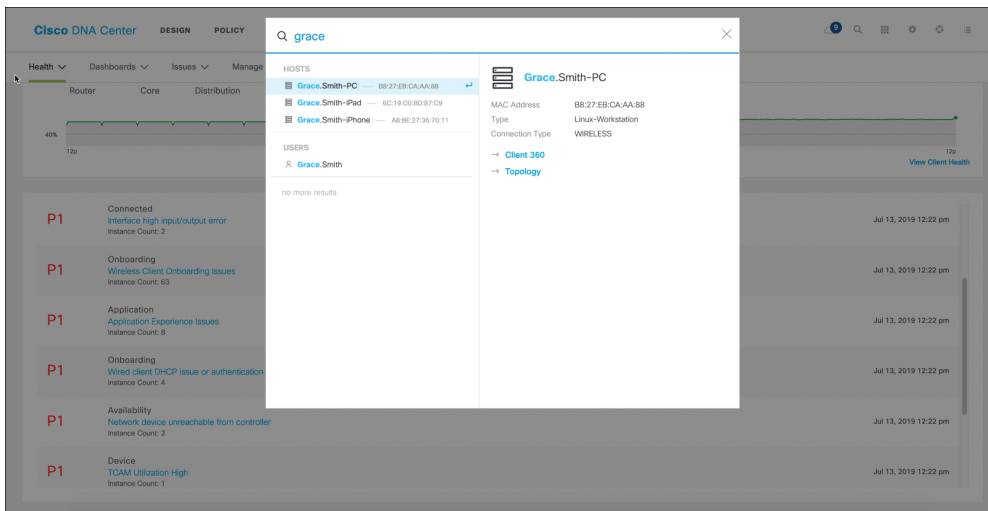 Cisco DNA Center DESIGN POLICY
9
Health Dashboards Issues Manage
Router Core Distribution
40%
12p
12p
View Client Health
grace
HOSTS
Grace.Smith-PC — B8:27:EB:CA:AA:88
Grace.Smith-iPad — 6C:19:C0:BD:87:C9
Grace.Smith-iPhone — A8:BE:27:36:70:11
USERS
Grace.Smith
no more results
Grace.Smith-PC
MAC Address B8:27:EB:CA:AA:88
Type Linux-Workstation
Connection Type WIRELESS
→ Client 360
→ Topology
P1
Connected
Interface high input/output error
Instance Count: 2
Jul 13, 2019 12:22 pm
P1
Onboarding
Wireless Client Onboarding Issues
Instance Count: 63
Jul 13, 2019 12:22 pm
P1
Application
Application Experience Issues
Instance Count: 8
Jul 13, 2019 12:22 pm
P1
Onboarding
Wired client DHCP issue or authentication
Instance Count: 4
Jul 13, 2019 12:22 pm
P1
Availability
Network device unreachable from controller
Instance Count: 2
Jul 13, 2019 12:22 pm
P1
Device
TCAM Utilization High
Instance Count: 1
Jul 13, 2019 12:22 pm